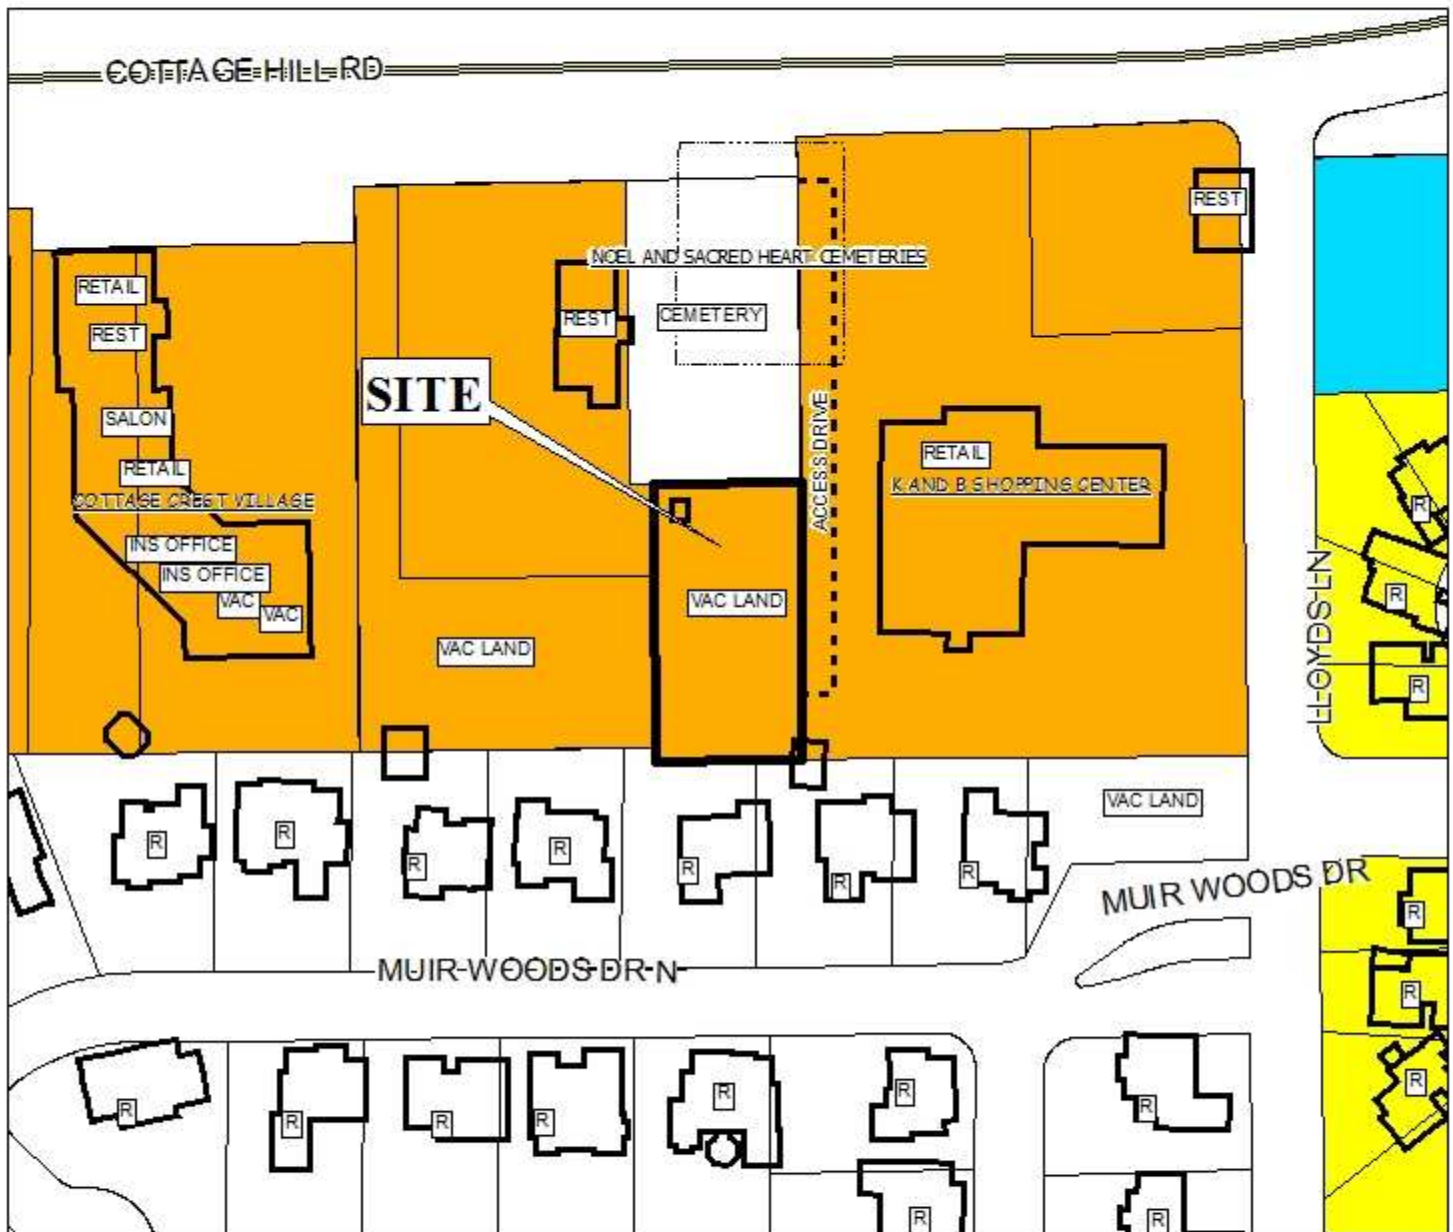 COTTAGE HILL RD
REST
NOEL AND SACRED HEART CEMETERIES
RETAIL
REST
CEMETERY
REST
SITE
SALON
RETAIL
RETAIL
ACCESS DRIVE
K AND B SHOPPING CENTER
COTTAGE CREST VILLAGE
R
INS OFFICE
INS OFFICE
VAC
VAC
VAC LAND
R
LLOYDS LN
VAC LAND
R
VAC LAND
R
R
R
R
R
R
R
MUIR WOODS DR
R
MUIR WOODS DR N
R
R
R
R
R
R
R
R
R
R
R